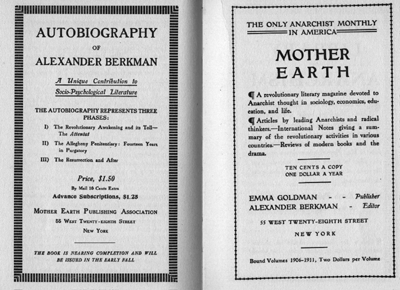 AUTOBIOGRAPHY
OF
ALEXANDER BERKMAN
A Unique Contribution to
Socio-Psychological Literature
THE AUTOBIOGRAPHY REPRESENTS THREE
PHASES:
I) The Revolutionary Awakening and its Toll—
The Attentat
II) The Allegheny Penitentiary: Fourteen Years
in Purgatory
III) The Resurrection and After
Price, $1.50
By Mail 10 Cents Extra
Advance Subscriptions, $1.25
MOTHER EARTH PUBLISHING ASSOCIATION
55 WEST TWENTY-EIGHTH STREET
NEW YORK
THE BOOK IS NEARING COMPLETION AND WILL
BE ISSUED IN THE EARLY FALL
THE ONLY ANARCHIST MONTHLY
IN AMERICA
MOTHER
EARTH
¶ A revolutionary literary magazine devoted to
Anarchist thought in sociology, economics, edu-
cation, and life.
¶ Articles by leading Anarchists and radical
thinkers.—International Notes giving a sum-
mary of the revolutionary activities in various
countries.—Reviews of modern books and the
drama.
TEN CENTS A COPY
ONE DOLLAR A YEAR
EMMA GOLDMAN - - Publisher
ALEXANDER BERKMAN - Editor
55 WEST TWENTY-EIGHTH STREET
NEW YORK
Bound Volumes 1906-1911, Two Dollars per Volume